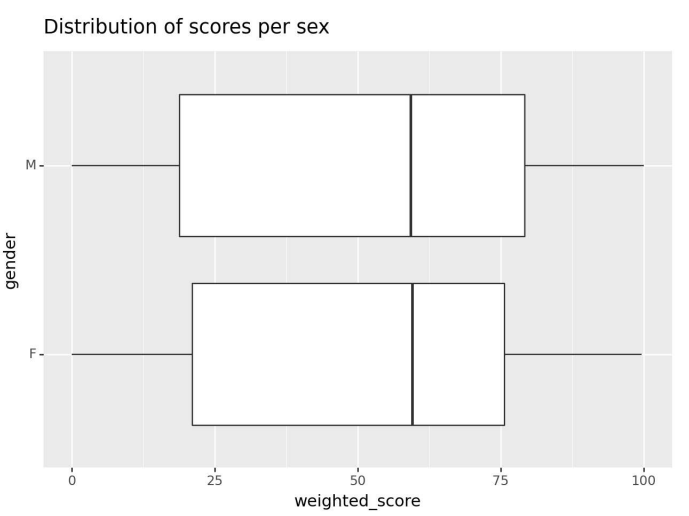 Distribution of scores per sex
M
F
gender
0 25 50 75 100
weighted_score